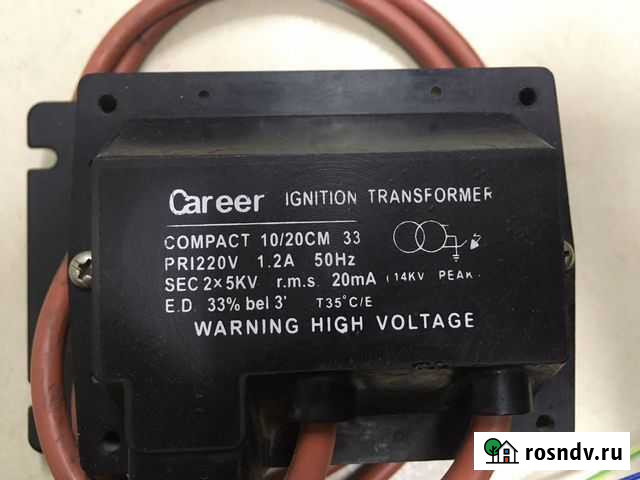 Career IGNITION TRANSFORMER
COMPACT 10/20CM 33
PRI220V 1.2A 50Hz
SEC 2×5KV r.m.s. 20mA (14KV PEAK.
E.D 33% bei 3' T35°C/E
WARNING HIGH VOLTAGE
rosndv.ru